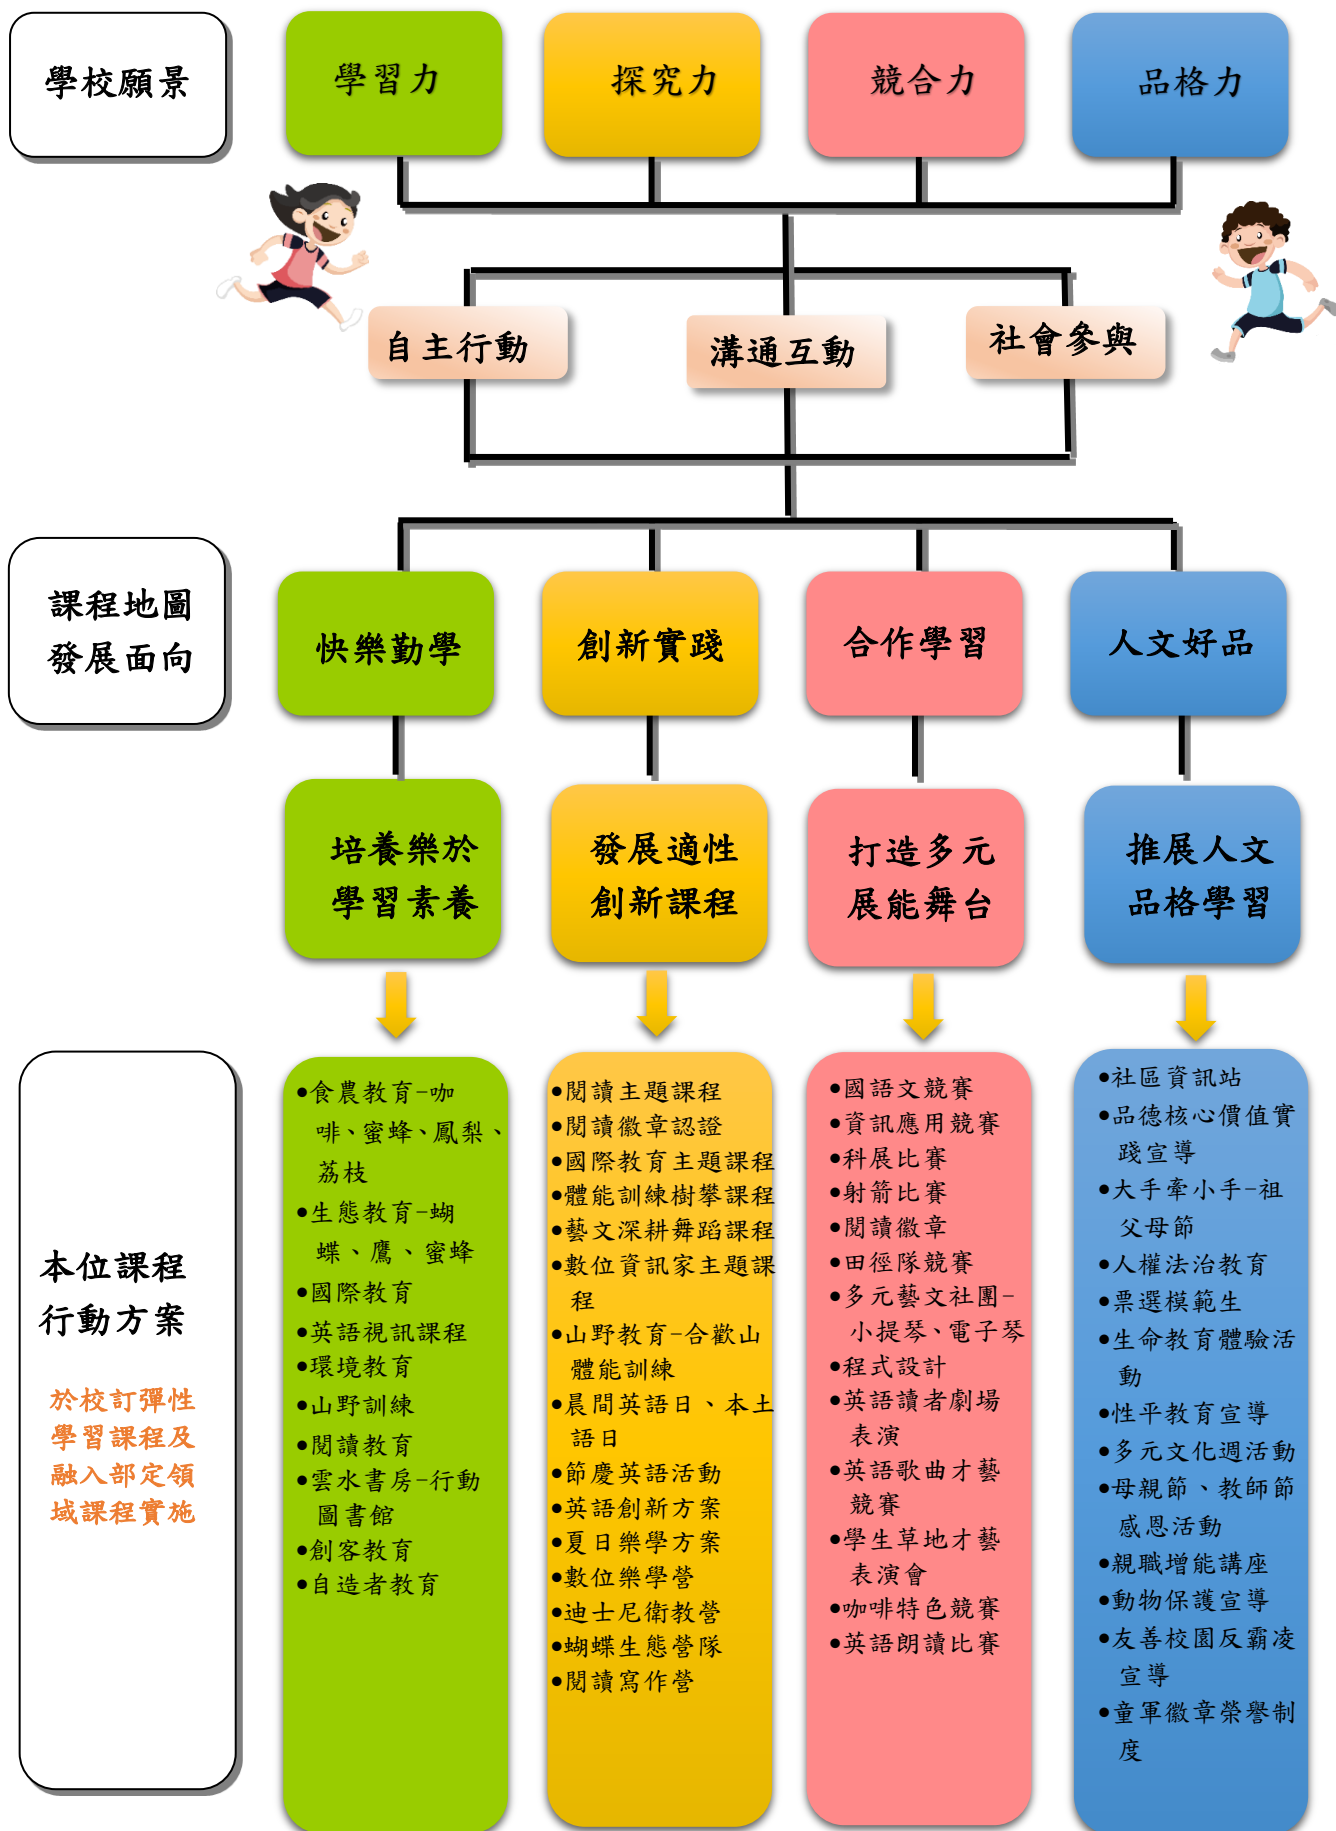 學校願景
學習力
探究力
競合力
品格力
自主行動
溝通互動
社會參與
課程地圖
發展面向
快樂勤學
創新實踐
合作學習
人文好品
培養樂於
學習素養
發展適性
創新課程
打造多元
展能舞台
推展人文
品格學習
本位課程
行動方案
於校訂彈性
學習課程及
融入部定領
域課程實施
•食農教育-咖
啡、蜜蜂、鳳梨、
荔枝
•生態教育-蝴
蝶、鷹、蜜蜂
•國際教育
•英語視訊課程
•環境教育
•山野訓練
•閱讀教育
•雲水書房-行動
圖書館
•創客教育
•自造者教育
•閱讀主題課程
•閱讀徽章認證
•國際教育主題課程
•體能訓練樹攀課程
•藝文深耕舞蹈課程
•數位資訊家主題課
程
•山野教育-合歡山
體能訓練
•晨間英語日、本土
語日
•節慶英語活動
•英語創新方案
•夏日樂學方案
•數位樂學營
•迪士尼衛教營
•蝴蝶生態營隊
•閱讀寫作營
•國語文競賽
•資訊應用競賽
•科展比賽
•射箭比賽
•閱讀徽章
•田徑隊競賽
•多元藝文社團-
小提琴、電子琴
•程式設計
•英語讀者劇場
表演
•英語歌曲才藝
競賽
•學生草地才藝
表演會
•咖啡特色競賽
•英語朗讀比賽
•社區資訊站
•品德核心價值實
踐宣導
•大手牽小手-祖
父母節
•人權法治教育
•票選模範生
•生命教育體驗活
動
•性平教育宣導
•多元文化週活動
•母親節、教師節
感恩活動
•親職增能講座
•動物保護宣導
•友善校園反霸凌
宣導
•童軍徽章榮譽制
度